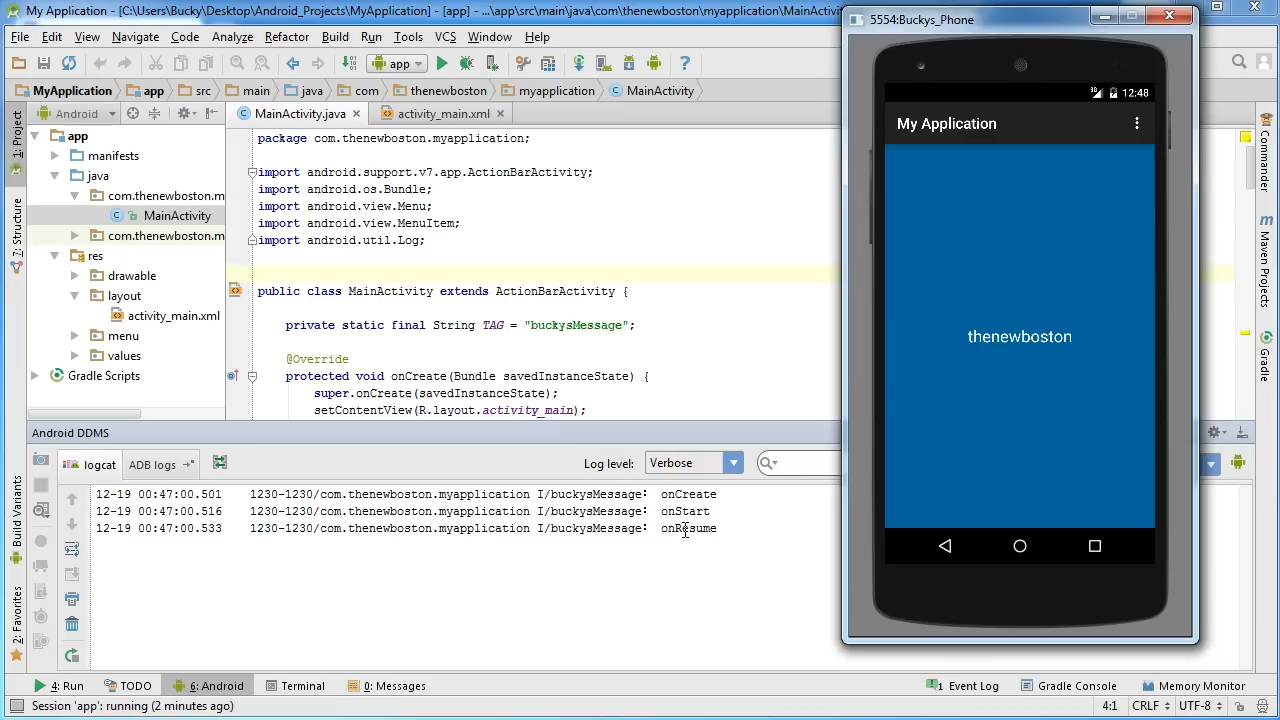 My Application - [C:\Users\Bucky\Desktop\Android_Projects\MyApplication] - [app] - ...\app\src\main\java\com\thenewboston\myapplication\MainActivity
File Edit View Navigate Code Analyze Refactor Build Run Tools VCS Window Help
app
MyApplication app src main java com thenewboston myapplication MainActivity
Android
MainActivity.java activity_main.xml
1: Project
7: Structure
Build Variants
2: Favorites
app
manifests
java
com.thenewboston.m
MainActivity
com.thenewboston.m
res
drawable
layout
activity_main.xml
menu
values
Gradle Scripts
package com.thenewboston.myapplication;
import android.support.v7.app.ActionBarActivity;
import android.os.Bundle;
import android.view.Menu;
import android.view.MenuItem;
import android.util.Log;
public class MainActivity extends ActionBarActivity {
private static final String TAG = "buckysMessage";
@Override
protected void onCreate(Bundle savedInstanceState) {
super.onCreate(savedInstanceState);
setContentView(R.layout.activity_main);
5554:Buckys_Phone
3G 12:48
My Application
thenewboston
Commander
Maven Projects
Gradle
Android DDMS
logcat ADB logs Log level: Verbose
12-19 00:47:00.501 1230-1230/com.thenewboston.myapplication I/buckysMessage: onCreate
12-19 00:47:00.516 1230-1230/com.thenewboston.myapplication I/buckysMessage: onStart
12-19 00:47:00.533 1230-1230/com.thenewboston.myapplication I/buckysMessage: onResume
4: Run TODO 6: Android Terminal 0: Messages 1 Event Log Gradle Console Memory Monitor
Session 'app': running (2 minutes ago) 4:1 CRLF UTF-8